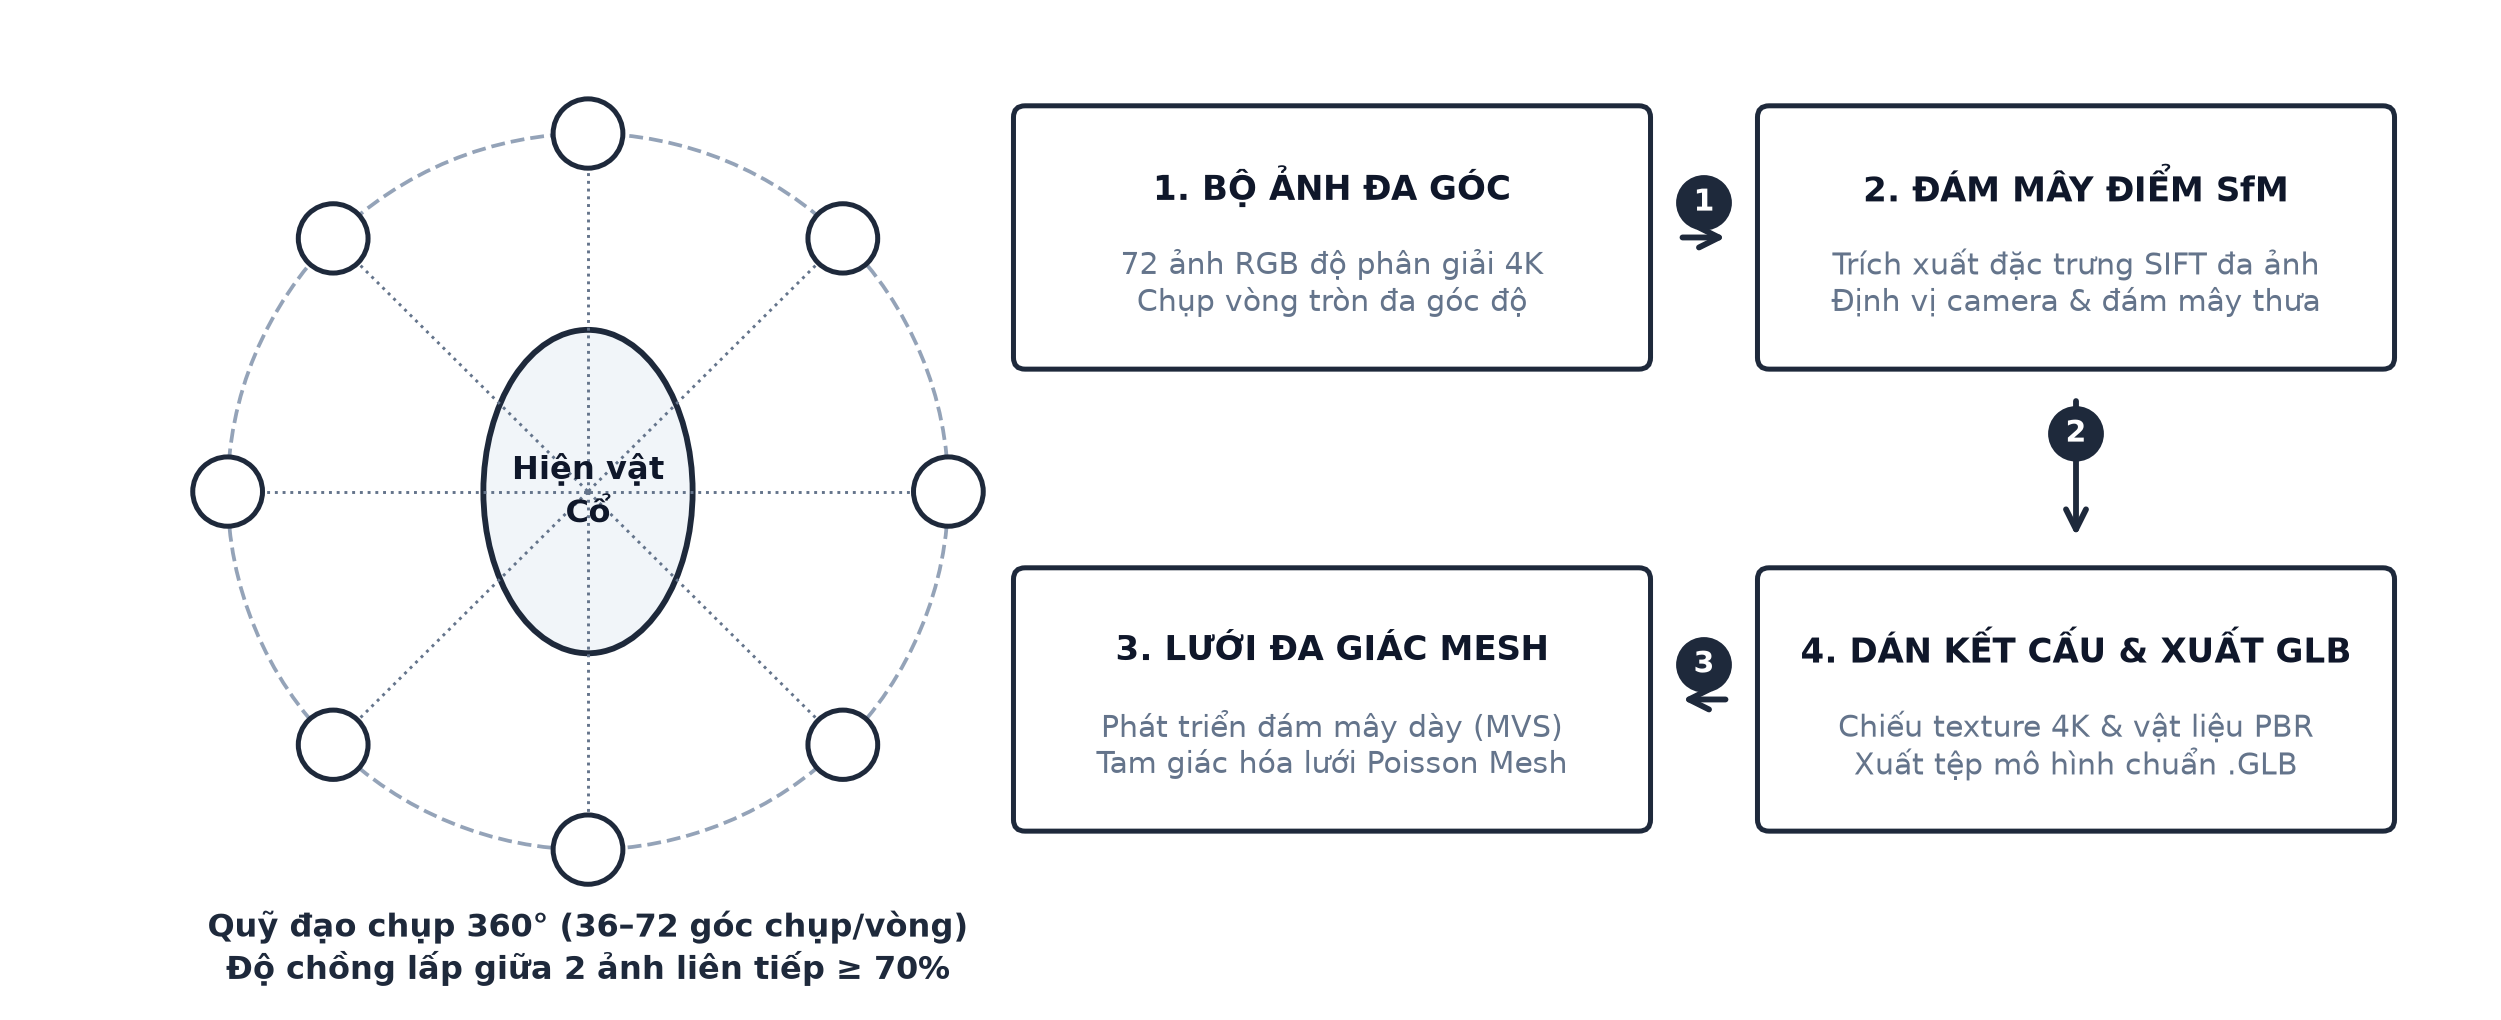 Hiện vật
Cổ
Quỹ đạo chụp 360° (36–72 góc chụp/vòng)
Độ chồng lấp giữa 2 ảnh liên tiếp ≥ 70%
1. BỘ ẢNH ĐA GÓC
72 ảnh RGB độ phân giải 4K
Chụp vòng tròn đa góc độ
1
2. ĐÁM MÂY ĐIỂM SfM
Trích xuất đặc trưng SIFT đa ảnh
Định vị camera & đám mây thưa
2
3. LƯỚI ĐA GIÁC MESH
Phát triển đám mây dày (MVS)
Tam giác hóa lưới Poisson Mesh
3
4. DÁN KẾT CẤU & XUẤT GLB
Chiếu texture 4K & vật liệu PBR
Xuất tệp mô hình chuẩn .GLB